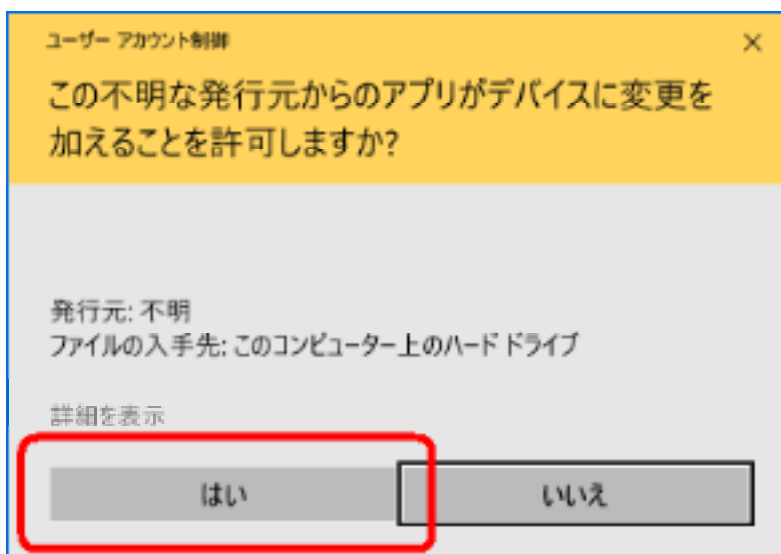 ユーザー アカウント制御
この不明な発行元からのアプリがデバイスに変更を
加えることを許可しますか?
発行元: 不明
ファイルの入手先: このコンピューター上のハード ドライブ
詳細を表示
はい
いいえ